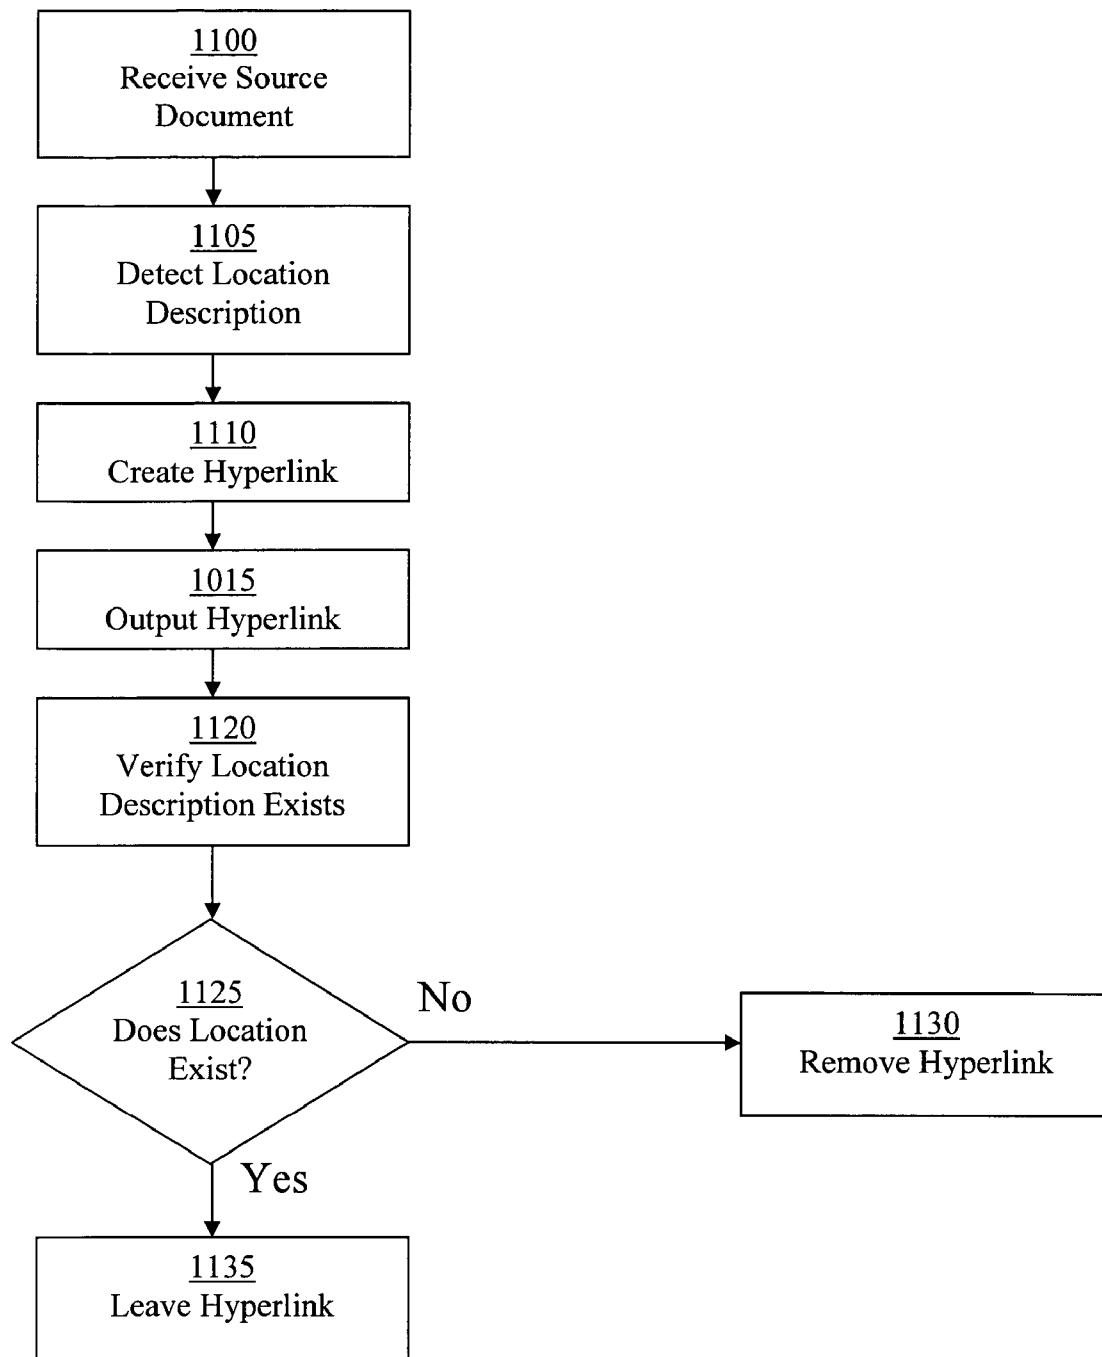 1100
Receive Source
Document
1105
Detect Location
Description
1110
Create Hyperlink
1015
Output Hyperlink
1120
Verify Location
Description Exists
1125
Does Location
Exist?
No
1130
Remove Hyperlink
Yes
1135
Leave Hyperlink